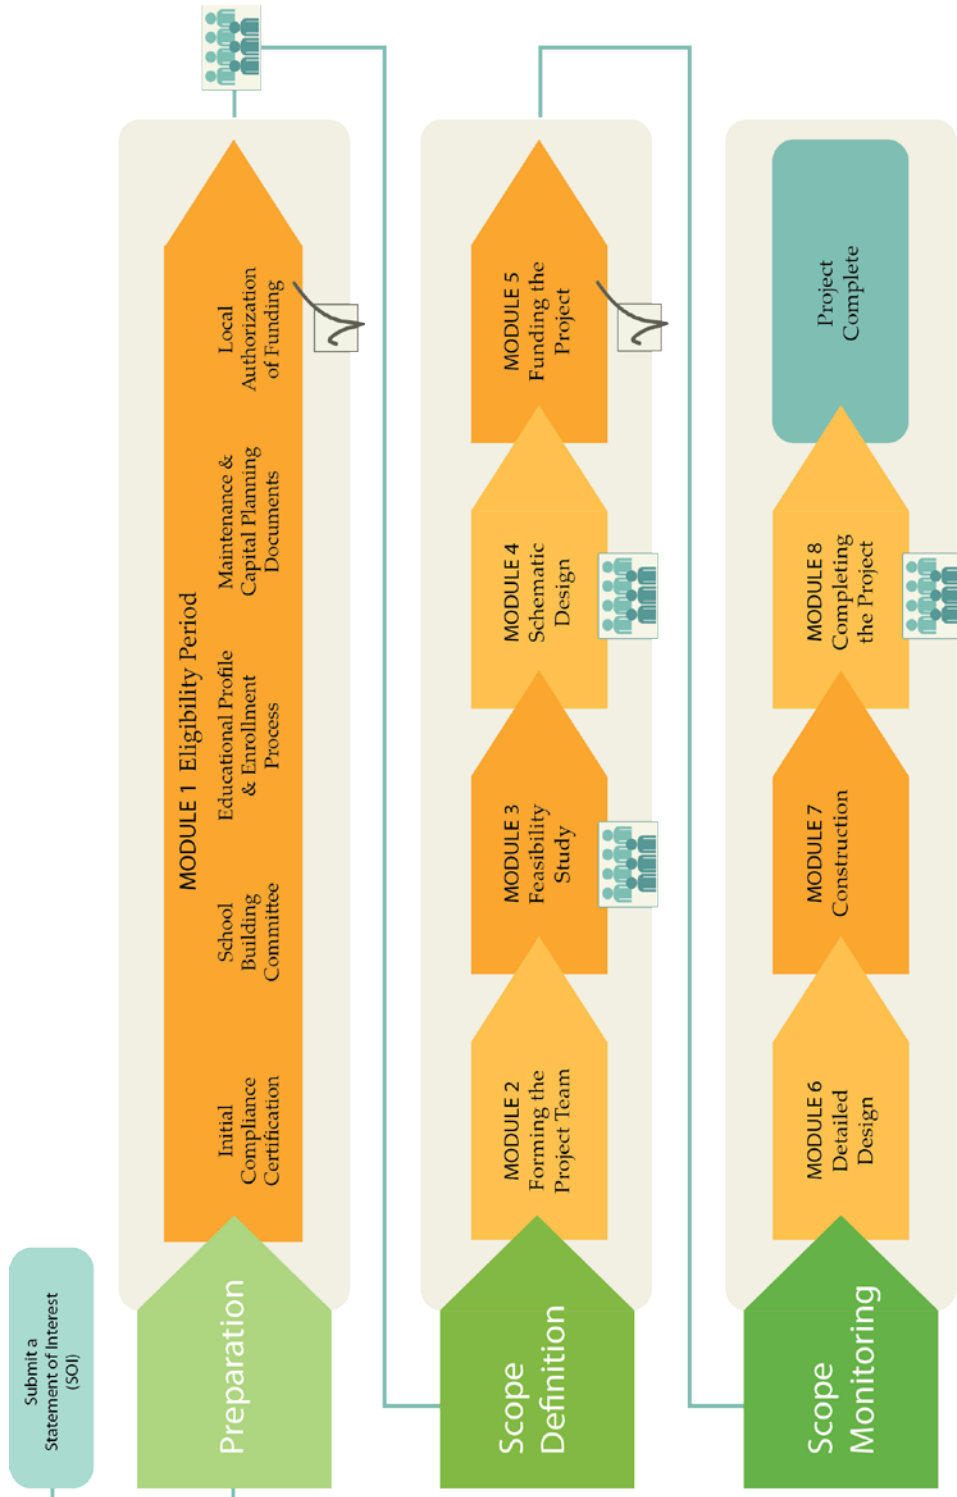 Submit a
Statement of Interest
(SOI)
Preparation
MODULE 1 Eligibility Period
Initial
Compliance
Certification
School
Building
Committee
Educational Profile
& Enrollment
Process
Maintenance &
Capital Planning
Documents
Local
Authorization
of Funding
Scope
Definition
MODULE 2
Forming the
Project Team
MODULE 3
Feasibility
Study
MODULE 4
Schematic
Design
MODULE 5
Funding the
Project
Scope
Monitoring
MODULE 6
Detailed
Design
MODULE 7
Construction
MODULE 8
Completing
the Project
Project
Complete